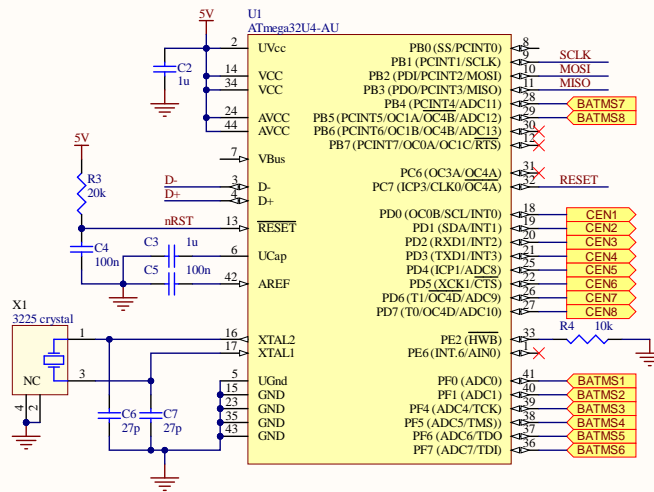 U1
ATmega32U4-AU
5V
C2
1u
2 UVcc
14 VCC
34 VCC
24 AVCC
44 AVCC
7 VBus
D- 3 D-
D+ 4 D+
5V
R3
20k
nRST 13 RESET
C4
100n
C3 1u
6 UCap
C5 100n
42 AREF
X1
3225 crystal
1
3
NC
4
2
16 XTAL2
17 XTAL1
C6
27p
C7
27p
5 UGnd
15 GND
23 GND
35 GND
43 GND
PB0 (SS/PCINT0) 8
PB1 (PCINT1/SCLK) 9 SCLK
PB2 (PDI/PCINT2/MOSI) 10 MOSI
PB3 (PDO/PCINT3/MISO) 11 MISO
PB4 (PCINT4/ADC11) 28 BATMS7
PB5 (PCINT5/OC1A/OC4B/ADC12) 29 BATMS8
PB6 (PCINT6/OC1B/OC4B/ADC13) 30
PB7 (PCINT7/OC0A/OC1C/RTS) 12
PC6 (OC3A/OC4A) 31
PC7 (ICP3/CLK0/OC4A) 32 RESET
PD0 (OC0B/SCL/INT0) 18 CEN1
PD1 (SDA/INT1) 19 CEN2
PD2 (RXD1/INT2) 20 CEN3
PD3 (TXD1/INT3) 21 CEN4
PD4 (ICP1/ADC8) 25 CEN5
PD5 (XCK1/CTS) 22 CEN6
PD6 (T1/OC4D/ADC9) 26 CEN7
PD7 (T0/OC4D/ADC10) 27 CEN8
PE2 (HWB) 33
R4 10k
PE6 (INT.6/AIN0) 1
PF0 (ADC0) 41 BATMS1
PF1 (ADC1) 40 BATMS2
PF4 (ADC4/TCK) 39 BATMS3
PF5 (ADC5/TMS)) 38 BATMS4
PF6 (ADC6/TDO 37 BATMS5
PF7 (ADC7/TDI) 36 BATMS6